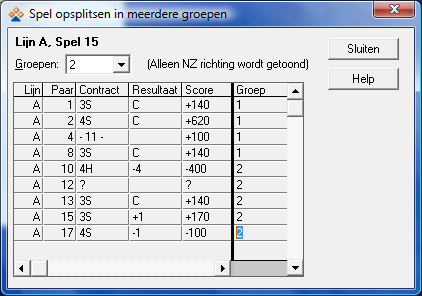 Spel opsplitsen in meerdere groepen
Lijn A, Spel 15
Groepen: 2 (Alleen NZ richting wordt getoond)
Sluiten
Help
Lijn Paar Contract Resultaat Score Groep
A 1 3S C +140 1
A 2 4S C +620 1
A 4 - 11 - +100 1
A 8 3S C +140 1
A 10 4H -4 -400 2
A 12 ? ? 2
A 13 3S C +140 2
A 15 3S +1 +170 2
A 17 4S -1 -100 2